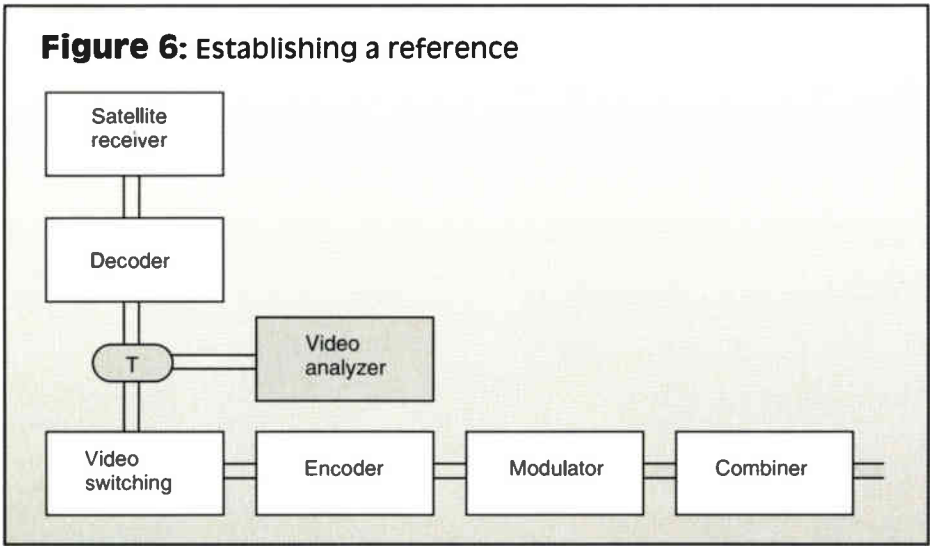 Figure 6: Establishing a reference
Satellite
receiver
Decoder
T
Video
analyzer
Video
switching
Encoder
Modulator
Combiner